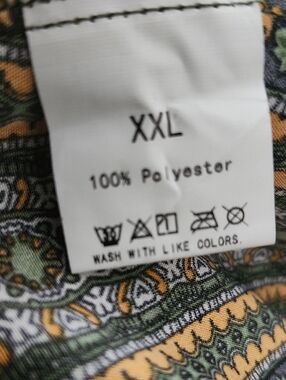 XXL
100% Polyester
WASH WITH LIKE COLORS.